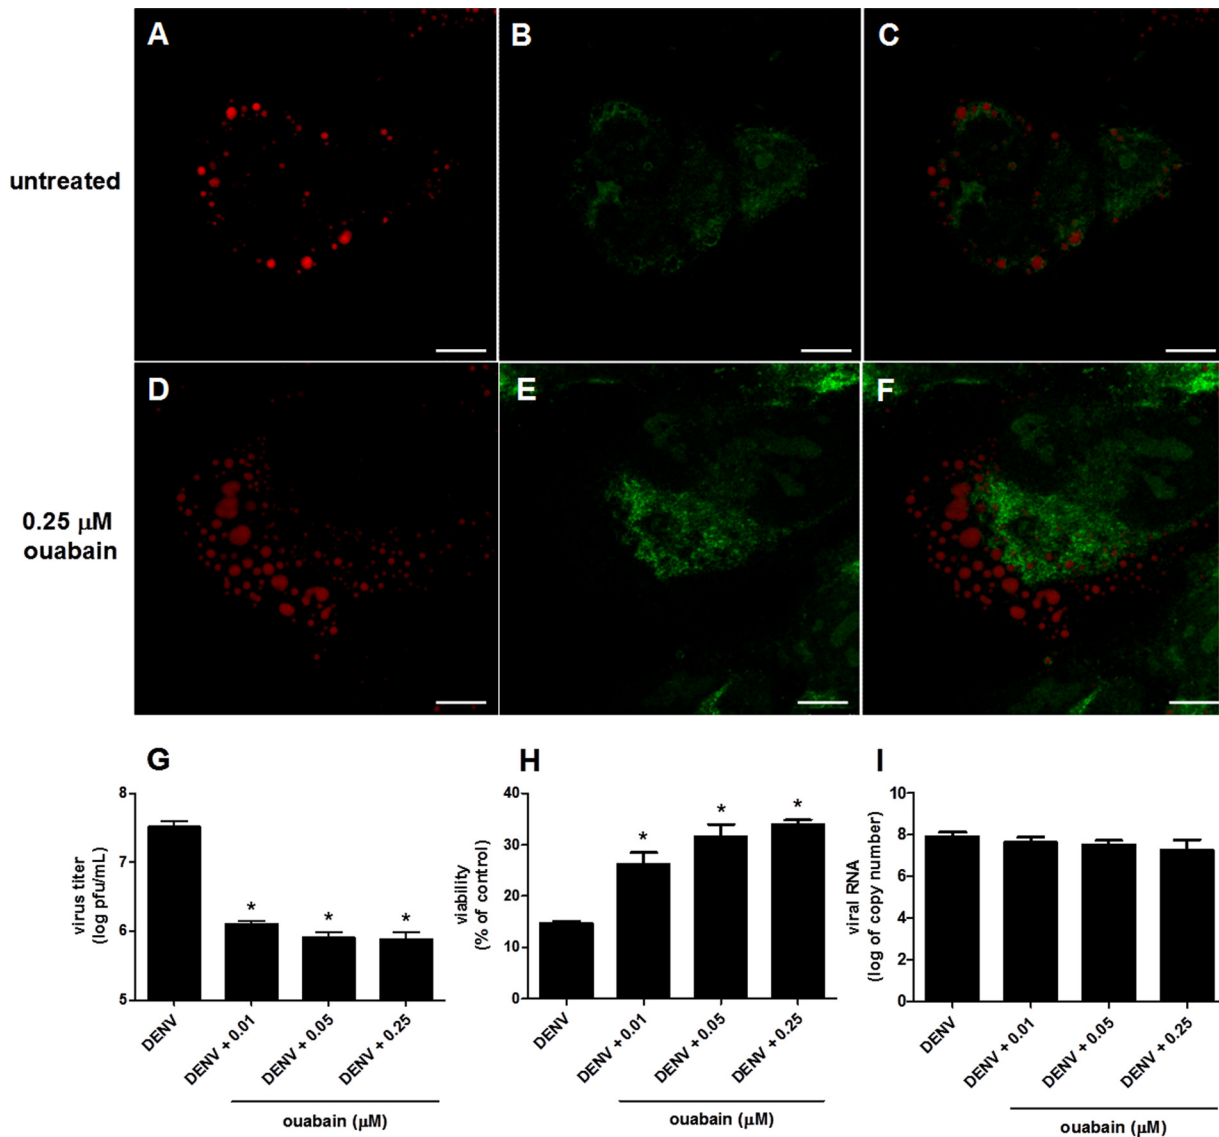 A
B
C
untreated
D
E
F
0.25 μM
ouabain
G
8
7
6
5
virus titer
(log pfu/mL)
*
*
*
DENV
DENV + 0.01
DENV + 0.05
DENV + 0.25
ouabain (μM)
H
40
30
20
10
0
viability
(% of control)
*
*
*
DENV
DENV + 0.01
DENV + 0.05
DENV + 0.25
ouabain (μM)
I
10
8
6
4
2
0
viral RNA
(log of copy number)
DENV
DENV + 0.01
DENV + 0.05
DENV + 0.25
ouabain (μM)